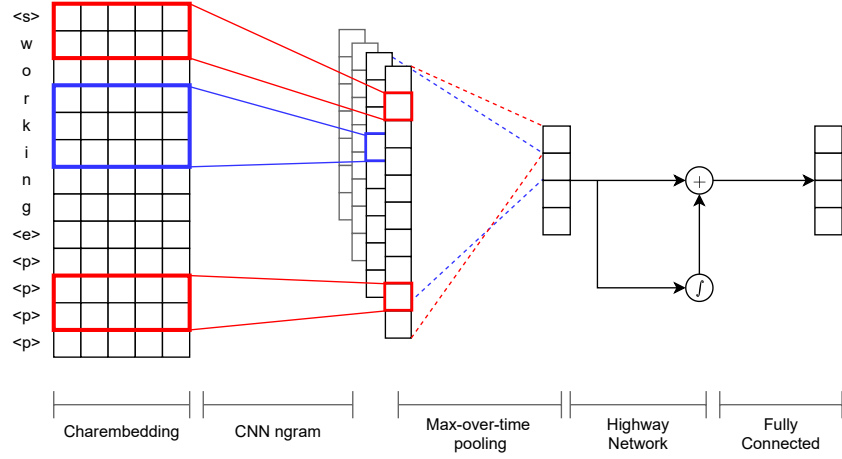 <s>
w
o
r
k
i
n
g
<e>
<p>
<p>
<p>
<p>
+
∫
Charembedding
CNN ngram
Max-over-time
pooling
Highway
Network
Fully
Connected